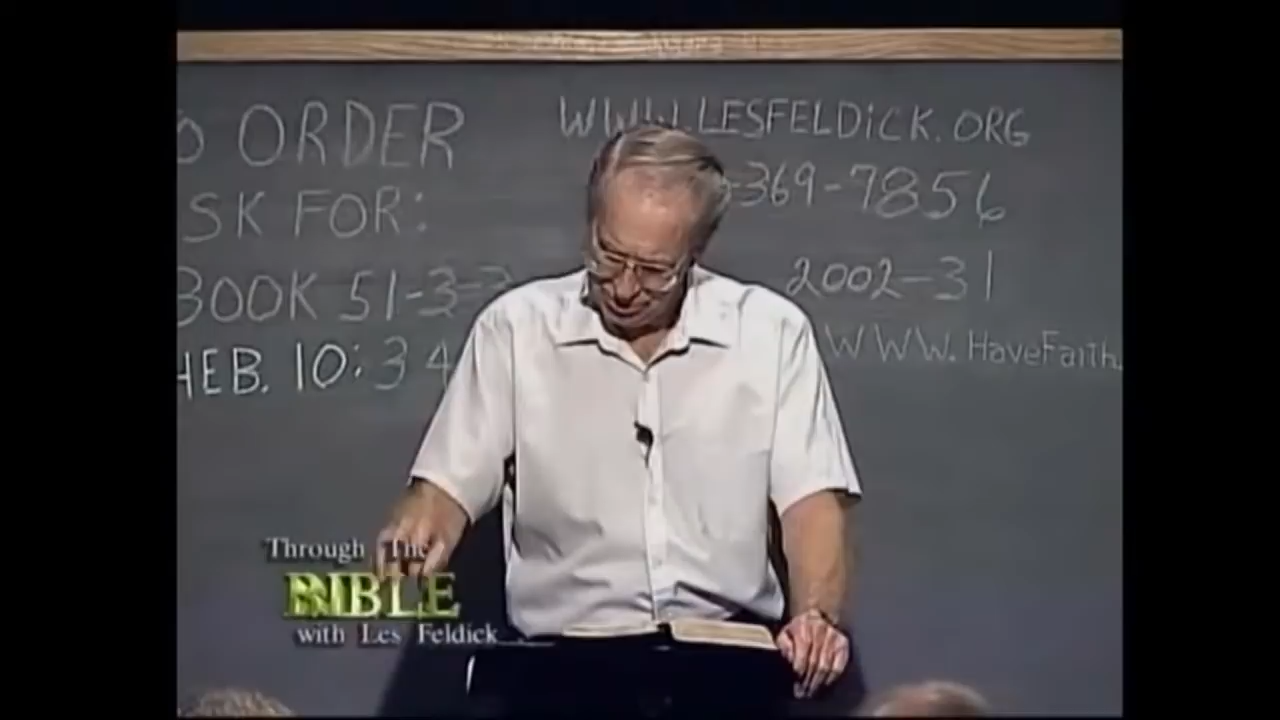 O ORDER
SK FOR:
BOOK 51-3-3
HEB. 10:34
WWW.LESFELDiCK.ORG
-369-7856
2002-31
WWW.HaveFaith.
Through The
BIBLE
with Les Feldick